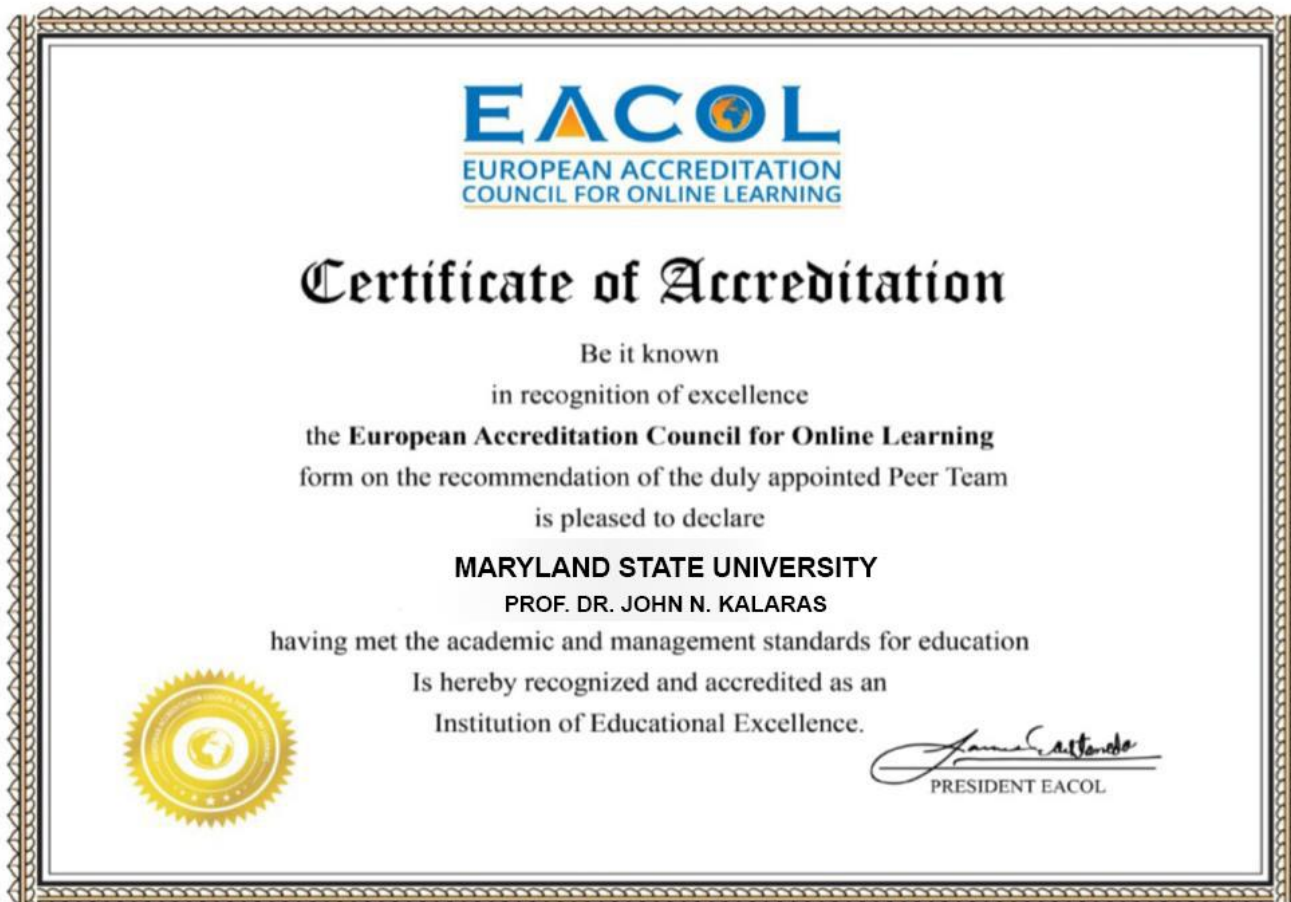 EACOL
EUROPEAN ACCREDITATION
COUNCIL FOR ONLINE LEARNING
Certificate of Accreditation
Be it known
in recognition of excellence
the European Accreditation Council for Online Learning
form on the recommendation of the duly appointed Peer Team
is pleased to declare
MARYLAND STATE UNIVERSITY
PROF. DR. JOHN N. KALARAS
having met the academic and management standards for education
Is hereby recognized and accredited as an
Institution of Educational Excellence.
PRESIDENT EACOL